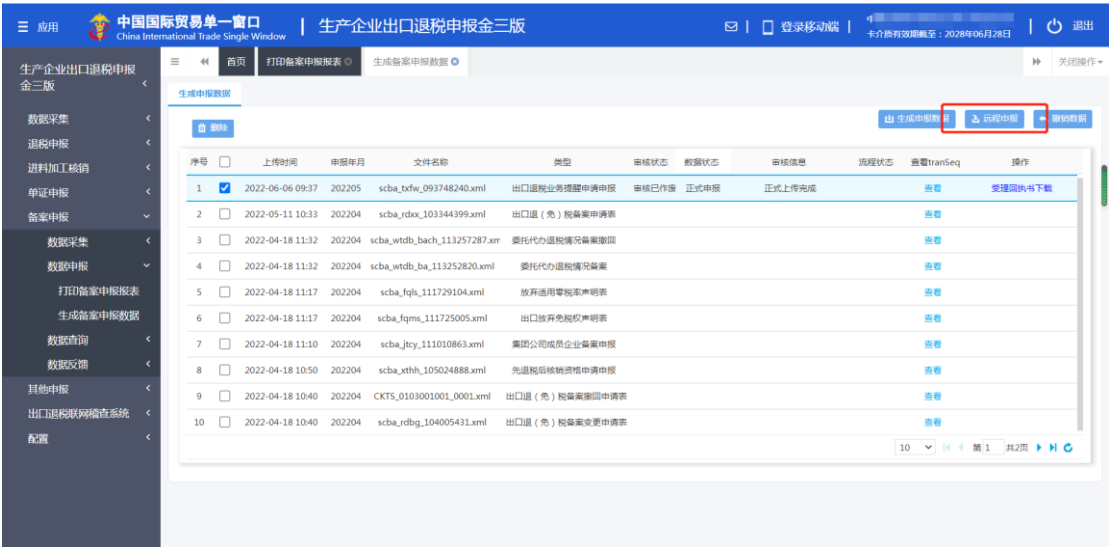 应用
中国国际贸易单一窗口
China International Trade Single Window
生产企业出口退税申报金三版
登录移动端
卡介质有效期截至：2028年06月28日
退出
生产企业出口退税申报金三版
首页 打印备案申报报表 生成备案申报数据 关闭操作
数据采集
退税申报
进料加工核销
单证申报
备案申报
数据采集
数据申报
打印备案申报报表
生成备案申报数据
数据查询
数据反馈
其他申报
出口退税联网稽查系统
配置
生成申报数据
删除 生成申报数据 远程申报 撤销数据
序号 上传时间 申报年月 文件名称 类型 审核状态 数据状态 审核信息 流程状态 查看tranSeq 操作
1 2022-06-06 09:37 202205 scba_txfw_093748240.xml 出口退税业务提醒申请申报 审核已作废 正式申报 正式上传完成 查看 受理回执书下载
2 2022-05-11 10:33 202204 scba_rdxx_103344399.xml 出口退（免）税备案申请表 查看
3 2022-04-18 11:32 202204 scba_wtdb_bach_113257287.xm 委托代办退税情况备案撤回 查看
4 2022-04-18 11:32 202204 scba_wtdb_ba_113252820.xml 委托代办退税情况备案 查看
5 2022-04-18 11:17 202204 scba_fqls_111729104.xml 放弃适用零税率声明表 查看
6 2022-04-18 11:17 202204 scba_fqms_111725005.xml 出口放弃免税权声明表 查看
7 2022-04-18 11:10 202204 scba_jtcy_111010863.xml 集团公司成员企业备案申报 查看
8 2022-04-18 10:50 202204 scba_xthh_105024888.xml 先退税后核销资格申请申报 查看
9 2022-04-18 10:40 202204 CKTS_0103001001_0001.xml 出口退（免）税备案撤回申请表 查看
10 2022-04-18 10:40 202204 scba_rdbg_104005431.xml 出口退（免）税备案变更申请表 查看
10 第 1 共2页